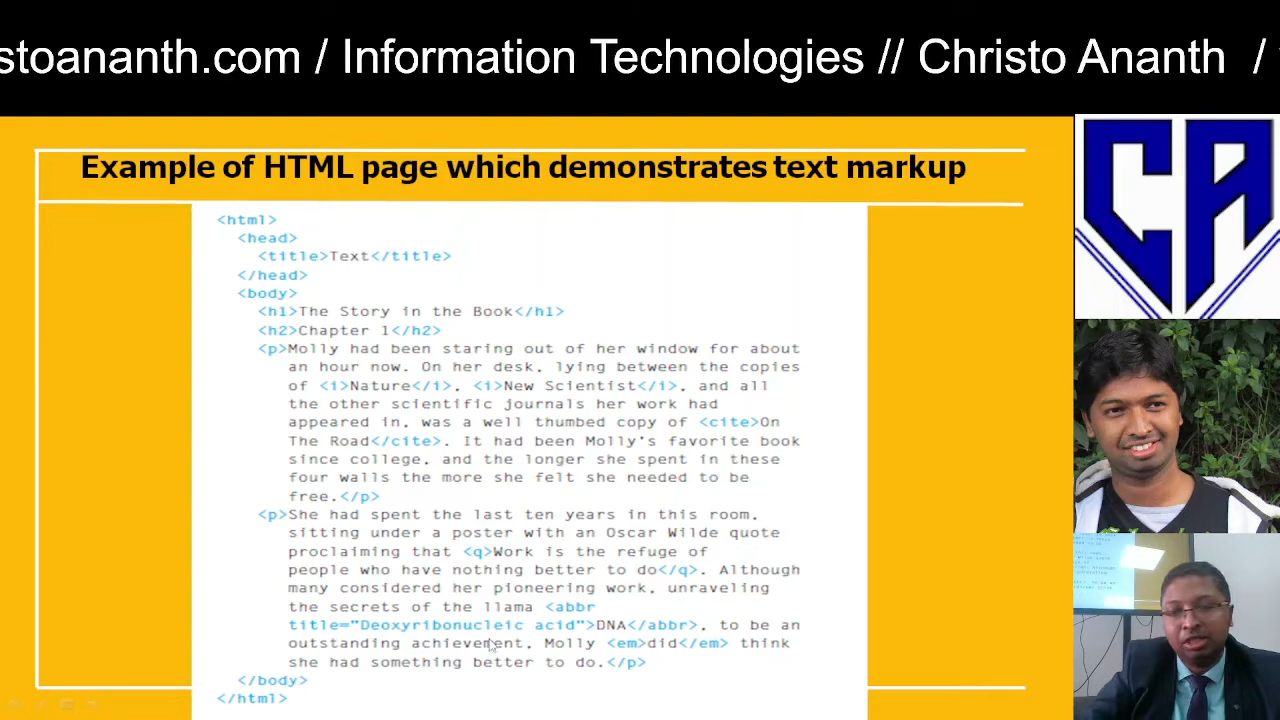 stoananth.com / Information Technologies // Christo Ananth /
Example of HTML page which demonstrates text markup
<html>
<head>
<title>Text</title>
</head>
<body>
<h1>The Story in the Book</h1>
<h2>Chapter 1</h2>
<p>Molly had been staring out of her window for about
an hour now. On her desk, lying between the copies
of <i>Nature</i>, <i>New Scientist</i>, and all
the other scientific journals her work had
appeared in, was a well thumbed copy of <cite>On
The Road</cite>. It had been Molly's favorite book
since college, and the longer she spent in these
four walls the more she felt she needed to be
free.</p>
<p>She had spent the last ten years in this room,
sitting under a poster with an Oscar Wilde quote
proclaiming that <q>Work is the refuge of
people who have nothing better to do</q>. Although
many considered her pioneering work, unraveling
the secrets of the llama <abbr
title="Deoxyribonucleic acid">DNA</abbr>, to be an
outstanding achievement, Molly <em>did</em> think
she had something better to do.</p>
</body>
</html>
CA